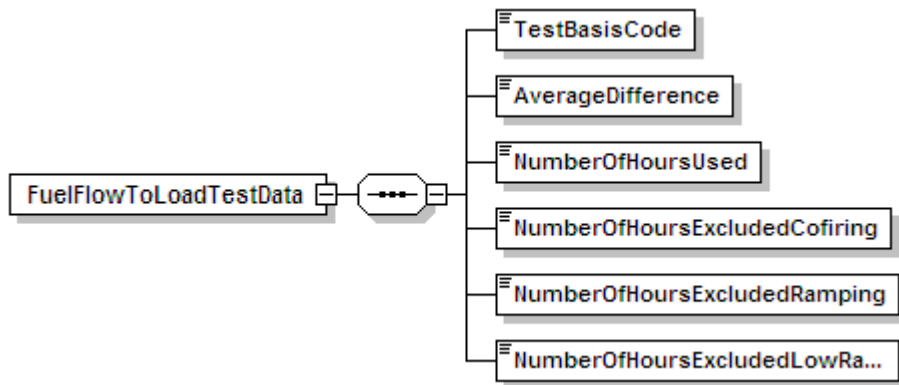 TestBasisCode
AverageDifference
NumberOfHoursUsed
FuelFlowToLoadTestData
NumberOfHoursExcludedCofiring
NumberOfHoursExcludedRamping
NumberOfHoursExcludedLowRa...